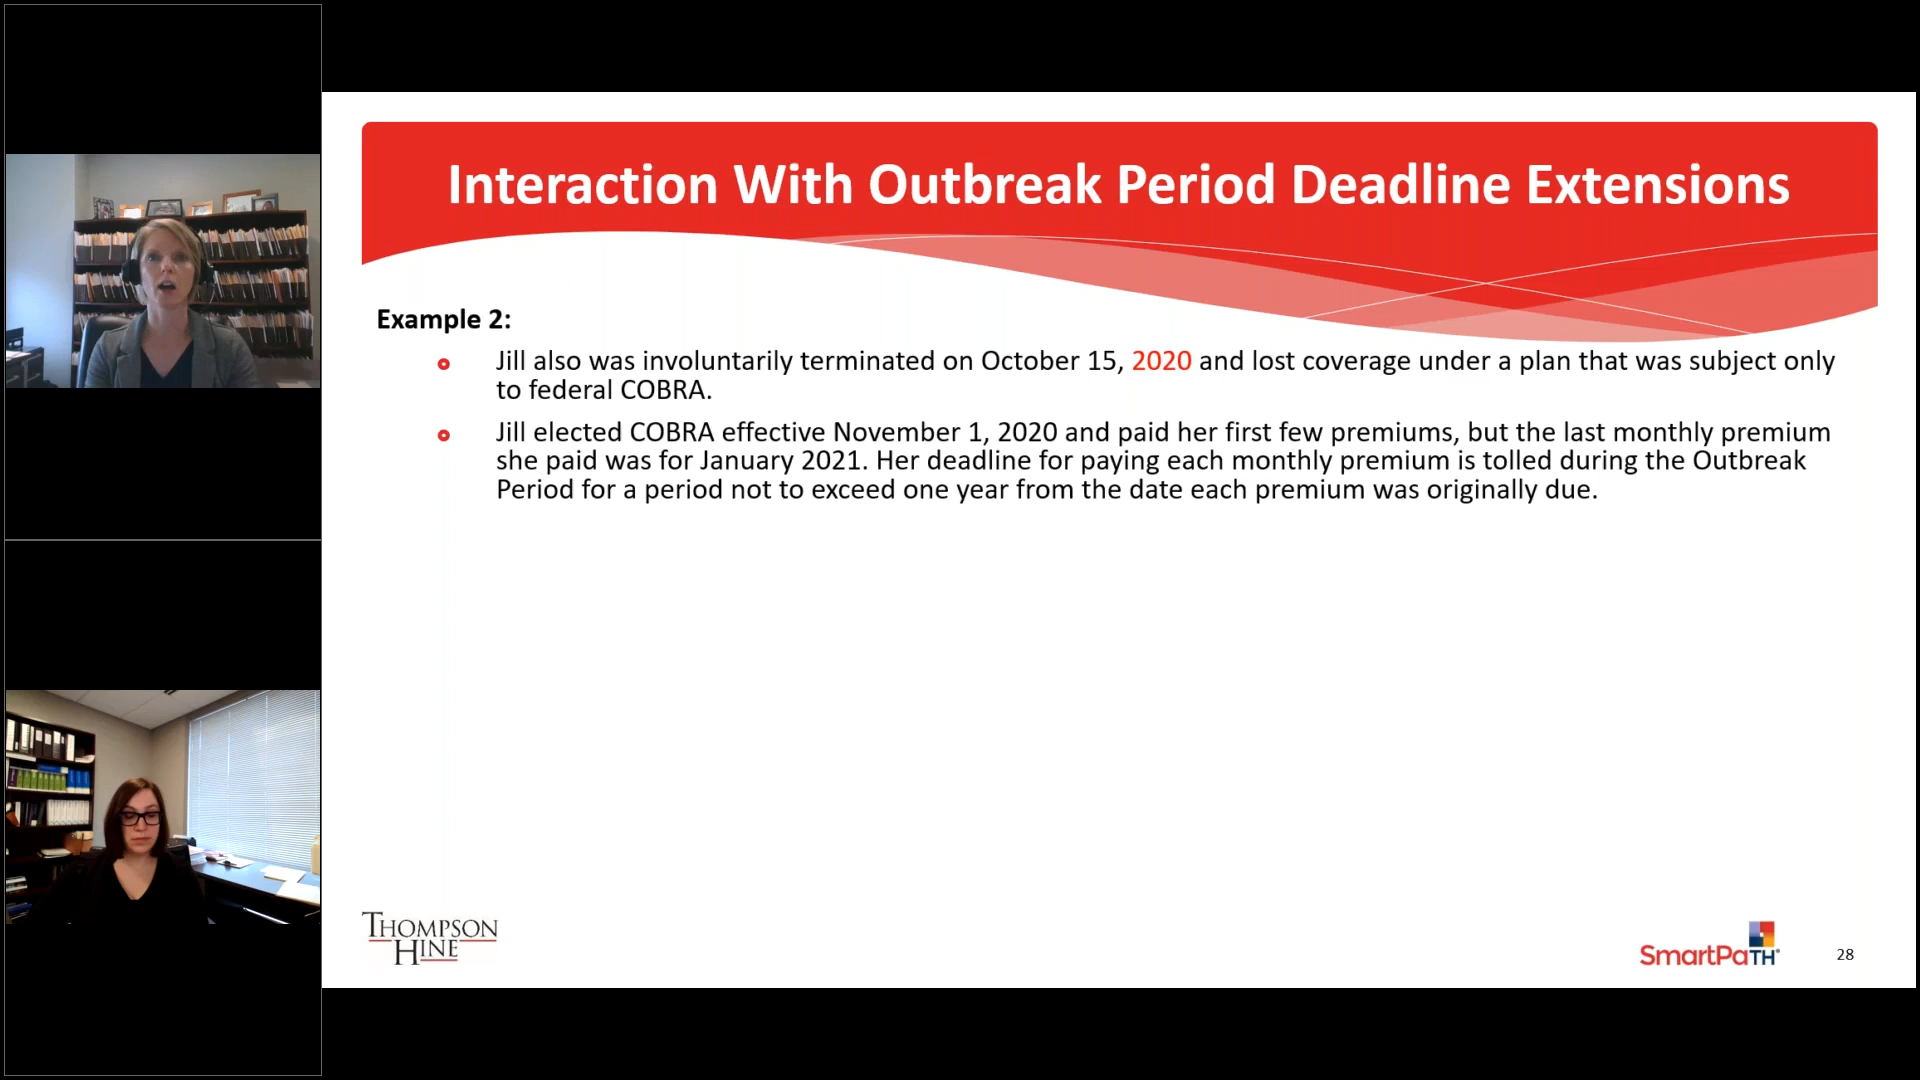 Interaction With Outbreak Period Deadline Extensions
Example 2:
Jill also was involuntarily terminated on October 15, 2020 and lost coverage under a plan that was subject only
to federal COBRA.
Jill elected COBRA effective November 1, 2020 and paid her first few premiums, but the last monthly premium
she paid was for January 2021. Her deadline for paying each monthly premium is tolled during the Outbreak
Period for a period not to exceed one year from the date each premium was originally due.
THOMPSON
HINE
SmartPaTH
28